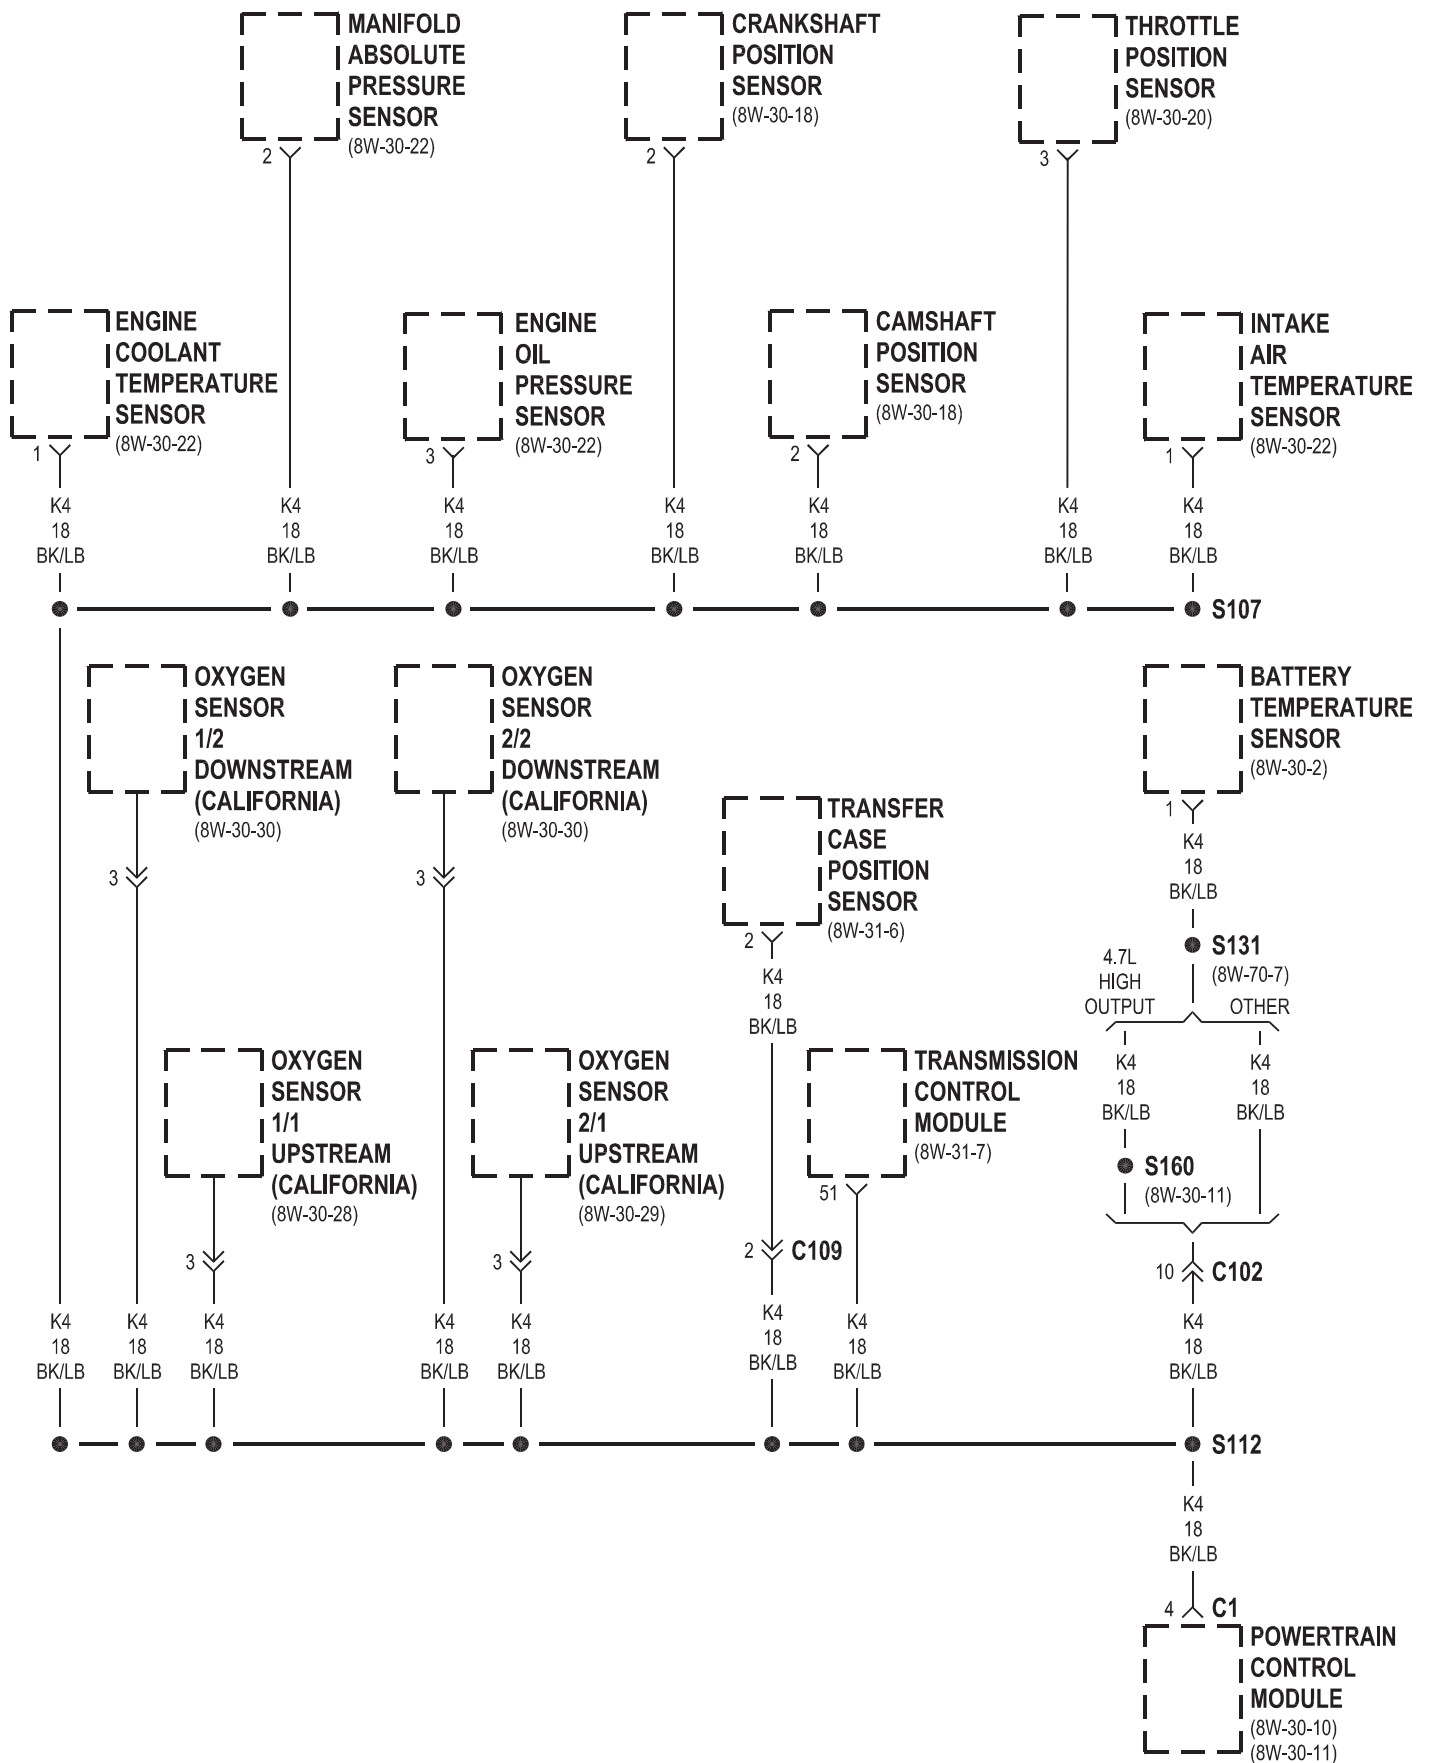 MANIFOLD
ABSOLUTE
PRESSURE
SENSOR
(8W-30-22)
2
CRANKSHAFT
POSITION
SENSOR
(8W-30-18)
2
THROTTLE
POSITION
SENSOR
(8W-30-20)
3
ENGINE
COOLANT
TEMPERATURE
SENSOR
(8W-30-22)
1
ENGINE
OIL
PRESSURE
SENSOR
(8W-30-22)
3
CAMSHAFT
POSITION
SENSOR
(8W-30-18)
2
INTAKE
AIR
TEMPERATURE
SENSOR
(8W-30-22)
1
K4 K4 K4 K4 K4 K4 K4
18 18 18 18 18 18 18
BK/LB BK/LB BK/LB BK/LB BK/LB BK/LB BK/LB
S107
OXYGEN
SENSOR
1/2
DOWNSTREAM
(CALIFORNIA)
(8W-30-30)
3
OXYGEN
SENSOR
2/2
DOWNSTREAM
(CALIFORNIA)
(8W-30-30)
3
BATTERY
TEMPERATURE
SENSOR
(8W-30-2)
1
K4
18
BK/LB
TRANSFER
CASE
POSITION
SENSOR
(8W-31-6)
2
K4
18
BK/LB
S131
(8W-70-7)
4.7L
HIGH
OUTPUT
OTHER
K4 K4
18 18
BK/LB BK/LB
S160
(8W-30-11)
OXYGEN
SENSOR
1/1
UPSTREAM
(CALIFORNIA)
(8W-30-28)
3
OXYGEN
SENSOR
2/1
UPSTREAM
(CALIFORNIA)
(8W-30-29)
3
TRANSMISSION
CONTROL
MODULE
(8W-31-7)
51
2 C109
10 C102
K4 K4 K4 K4 K4 K4 K4 K4
18 18 18 18 18 18 18 18
BK/LB BK/LB BK/LB BK/LB BK/LB BK/LB BK/LB BK/LB
S112
K4
18
BK/LB
4 C1
POWERTRAIN
CONTROL
MODULE
(8W-30-10)
(8W-30-11)